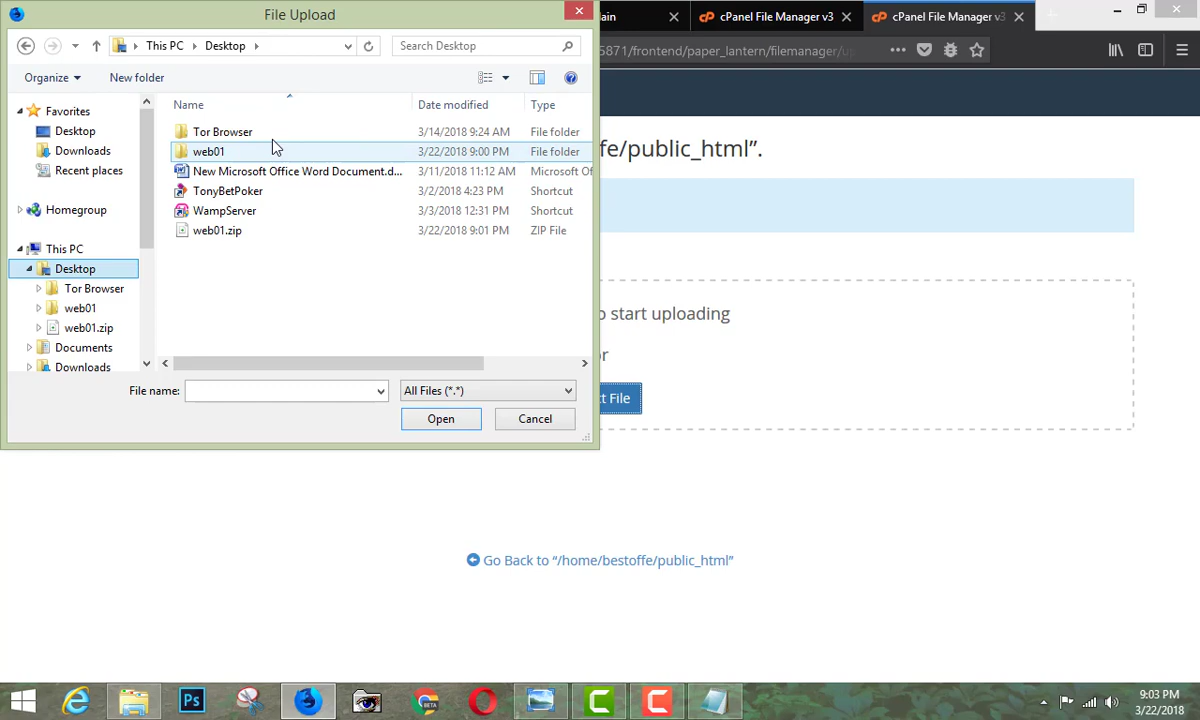 File Upload
ain
cPanel File Manager v3
cPanel File Manager v3
This PC
Desktop
Search Desktop
5871/frontend/paper_lantern/filemanager/up
Organize
New folder
Favorites
Desktop
Downloads
Recent places
Homegroup
This PC
Desktop
Tor Browser
web01
web01.zip
Documents
Downloads
Name
Date modified
Type
Tor Browser
3/14/2018 9:24 AM
File folder
web01
3/22/2018 9:00 PM
File folder
New Microsoft Office Word Document.d...
3/11/2018 11:12 AM
Microsoft Of
TonyBetPoker
3/2/2018 4:23 PM
Shortcut
WampServer
3/3/2018 12:31 PM
Shortcut
web01.zip
3/22/2018 9:01 PM
ZIP File
File name:
All Files (*.*)
Open
Cancel
fe/public_html”.
o start uploading
or
ct File
Go Back to “/home/bestoffe/public_html”
Ps
BETA
9:03 PM
3/22/2018